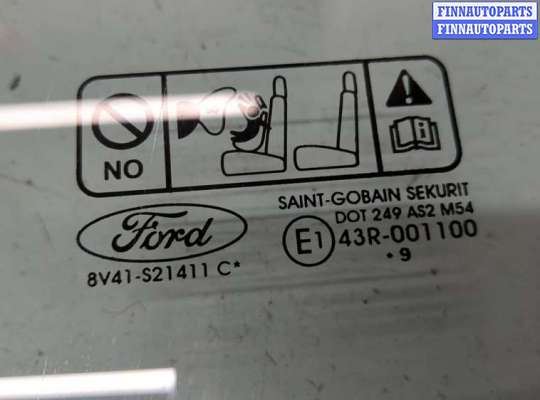 FINNAUTOPARTS
FINNAUTOPARTS
NO
SAINT-GOBAIN SEKURIT
DOT 249 AS2 M54
Ford
E1 43R-001100
8V41-S21411 C*
• 9